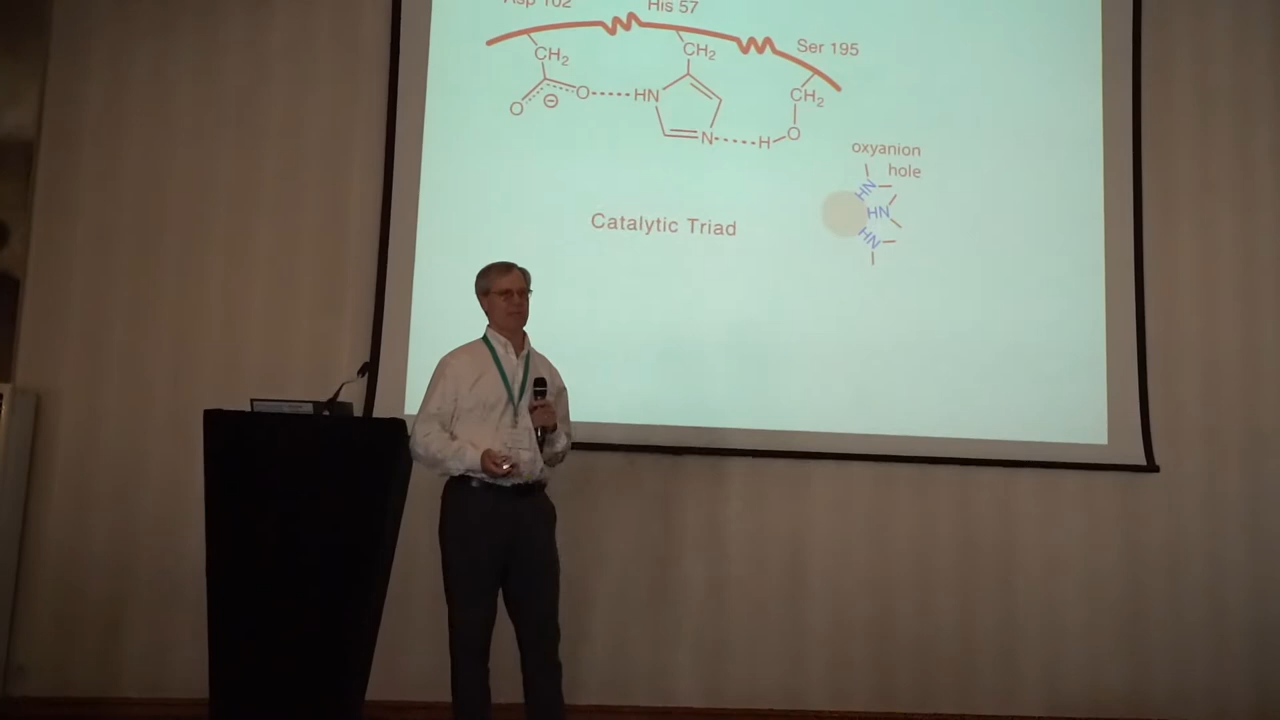 Asp 102
His 57
Ser 195
CH2
CH2
CH2
O
⊖
O
HN
N
H
O
oxyanion
hole
HN
HN
HN
Catalytic Triad